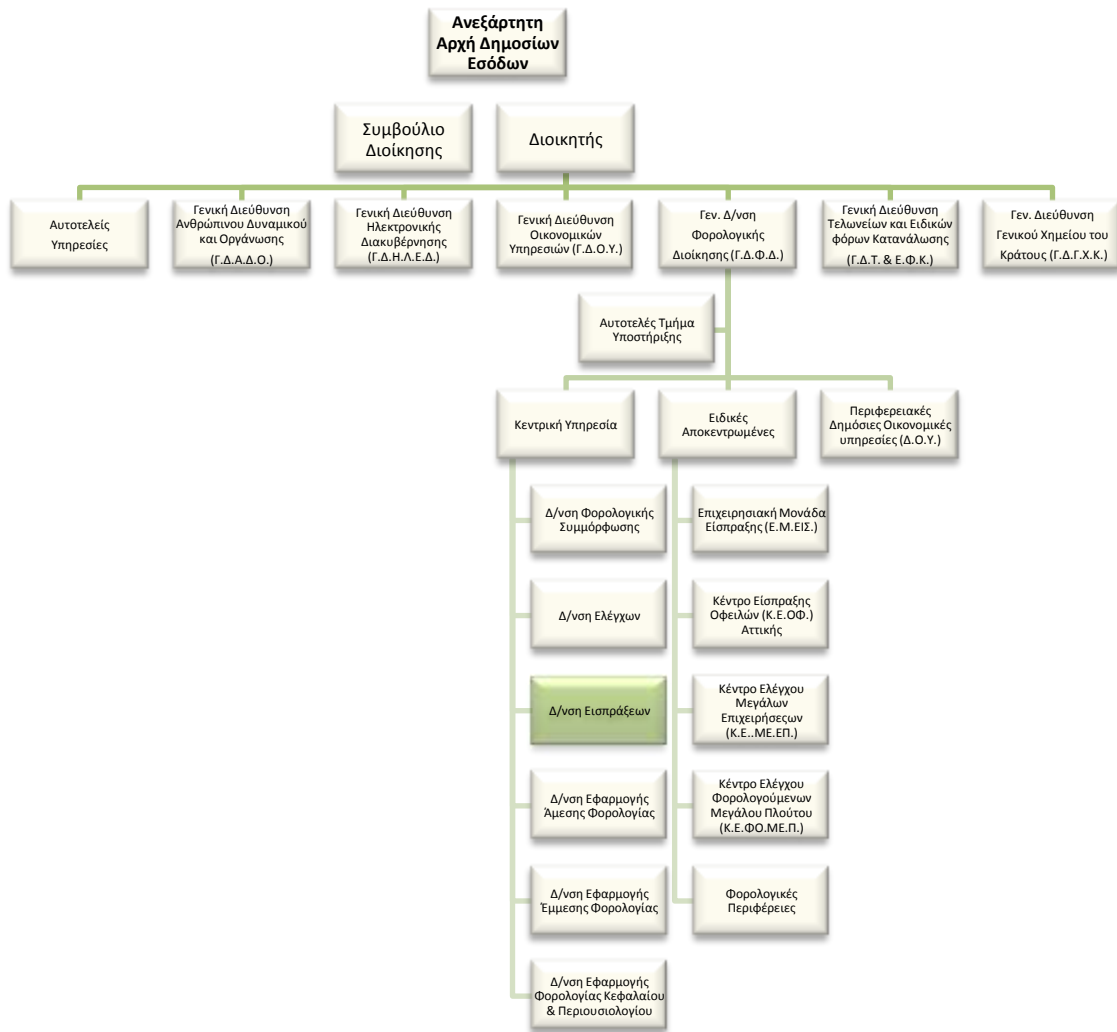 Ανεξάρτητη
Αρχή Δημοσίων
Εσόδων
Συμβούλιο
Διοίκησης
Διοικητής
Αυτοτελείς
Υπηρεσίες
Γενική Διεύθυνση
Ανθρώπινου Δυναμικού
και Οργάνωσης
(Γ.Δ.Α.Δ.Ο.)
Γενική Διεύθυνση
Ηλεκτρονικής
Διακυβέρνησης
(Γ.Δ.Η.Λ.Ε.Δ.)
Γενική Διεύθυνση
Οικονομικών
Υπηρεσιών (Γ.Δ.Ο.Υ.)
Γεν. Δ/νση
Φορολογικής
Διοίκησης (Γ.Δ.Φ.Δ.)
Γενική Διεύθυνση
Τελωνείων και Ειδικών
φόρων Κατανάλωσης
(Γ.Δ.Τ. & Ε.Φ.Κ.)
Γεν. Διεύθυνση
Γενικού Χημείου του
Κράτους (Γ.Δ.Γ.Χ.Κ.)
Αυτοτελές Τμήμα
Υποστήριξης
Κεντρική Υπηρεσία
Ειδικές
Αποκεντρωμένες
Περιφερειακές
Δημόσιες Οικονομικές
υπηρεσίες (Δ.Ο.Υ.)
Δ/νση Φορολογικής
Συμμόρφωσης
Δ/νση Ελέγχων
Δ/νση Εισπράξεων
Δ/νση Εφαρμογής
Άμεσης Φορολογίας
Δ/νση Εφαρμογής
Έμμεσης Φορολογίας
Δ/νση Εφαρμογής
Φορολογίας Κεφαλαίου
& Περιουσιολογίου
Επιχειρησιακή Μονάδα
Είσπραξης (Ε.Μ.ΕΙΣ.)
Κέντρο Είσπραξης
Οφειλών (Κ.Ε.ΟΦ.)
Αττικής
Κέντρο Ελέγχου
Μεγάλων
Επιχειρήσεςων
(Κ.Ε..ΜΕ.ΕΠ.)
Κέντρο Ελέγχου
Φορολογούμενων
Μεγάλου Πλούτου
(Κ.Ε.ΦΟ.ΜΕ.Π.)
Φορολογικές
Περιφέρειες